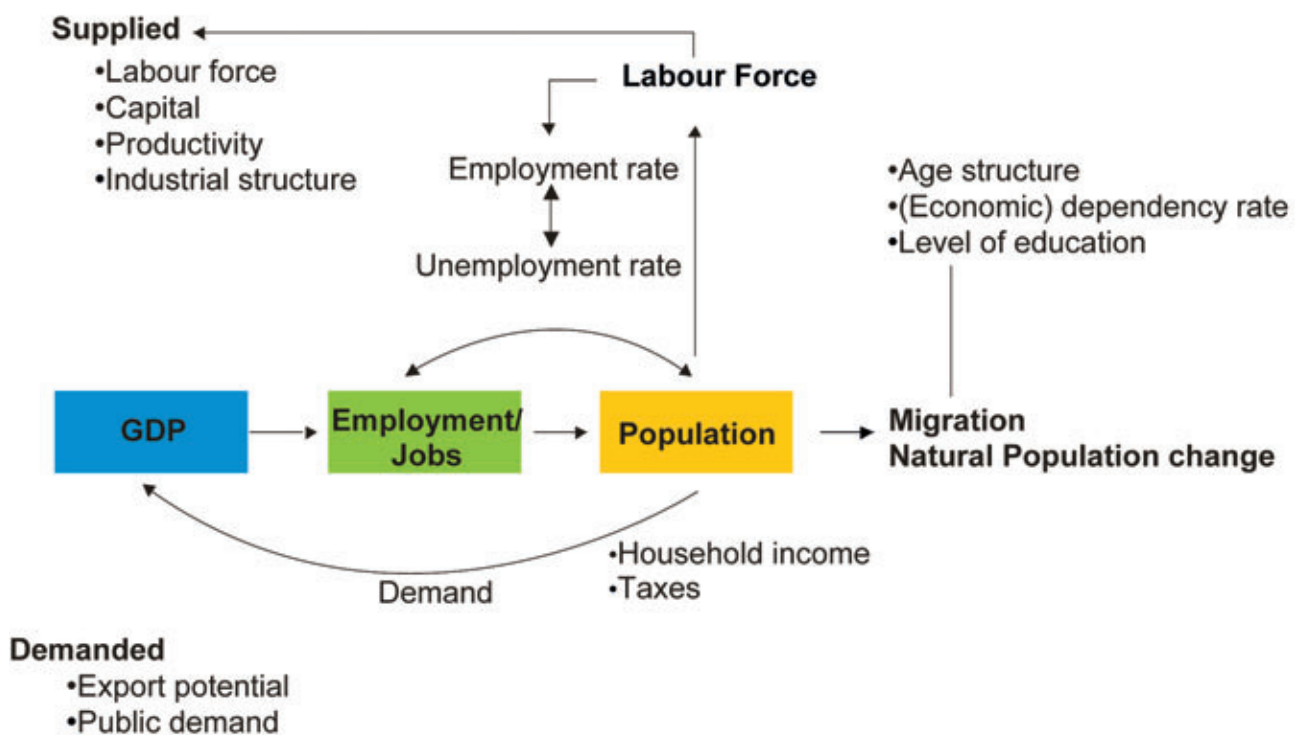 Supplied
•Labour force
•Capital
•Productivity
•Industrial structure
Labour Force
Employment rate
Unemployment rate
•Age structure
•(Economic) dependency rate
•Level of education
GDP
Employment/
Jobs
Population
Migration
Natural Population change
Demand
•Household income
•Taxes
Demanded
•Export potential
•Public demand